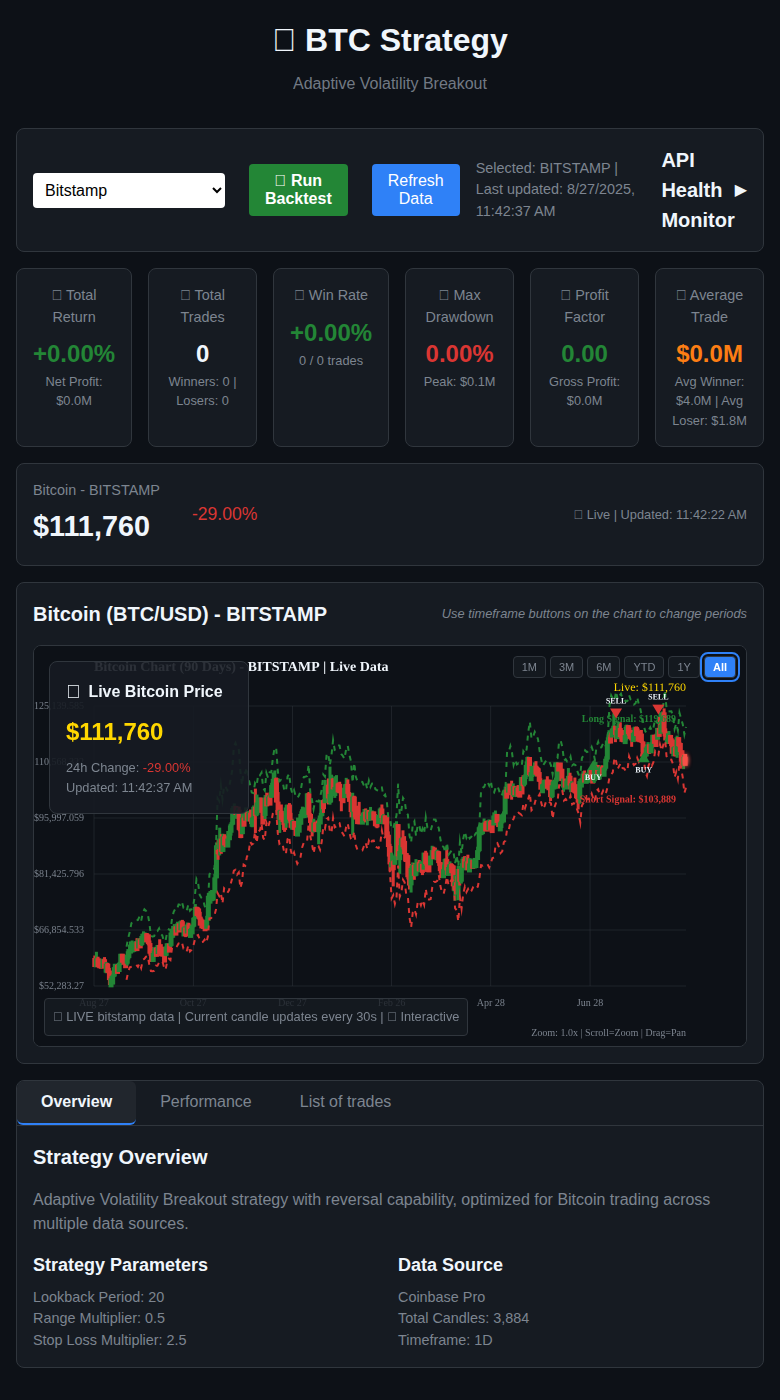 BTC Strategy
Adaptive Volatility Breakout
Bitstamp
Run
Backtest
Refresh
Data
Selected: BITSTAMP |
Last updated: 8/27/2025,
11:42:37 AM
API
Health ▶
Monitor
Total
Return
+0.00%
Net Profit:
$0.0M
Total
Trades
0
Winners: 0 |
Losers: 0
Win Rate
+0.00%
0 / 0 trades
Max
Drawdown
0.00%
Peak: $0.1M
Profit
Factor
0.00
Gross Profit:
$0.0M
Average
Trade
$0.0M
Avg Winner:
$4.0M | Avg
Loser: $1.8M
Bitcoin - BITSTAMP
$111,760
-29.00%
Live | Updated: 11:42:22 AM
Bitcoin (BTC/USD) - BITSTAMP
Use timeframe buttons on the chart to change periods
Bitcoin Chart (90 Days) - BITSTAMP | Live Data
1M
3M
6M
YTD
1Y
All
Live: $111,760
SELL
SELL
Long Signal:
BUY
BUY
Short Signal: $103,889
Live Bitcoin Price
$111,760
24h Change: -29.00%
Updated: 11:42:37 AM
$95,997.059
$81,425.796
$66,854.533
$52,283.27
Aug 27
Oct 27
Dec 27
Feb 26
Apr 28
Jun 28
LIVE bitstamp data | Current candle updates every 30s | Interactive
Zoom: 1.0x | Scroll=Zoom | Drag=Pan
Overview
Performance
List of trades
Strategy Overview
Adaptive Volatility Breakout strategy with reversal capability, optimized for Bitcoin trading across
multiple data sources.
Strategy Parameters
Lookback Period: 20
Range Multiplier: 0.5
Stop Loss Multiplier: 2.5
Data Source
Coinbase Pro
Total Candles: 3,884
Timeframe: 1D